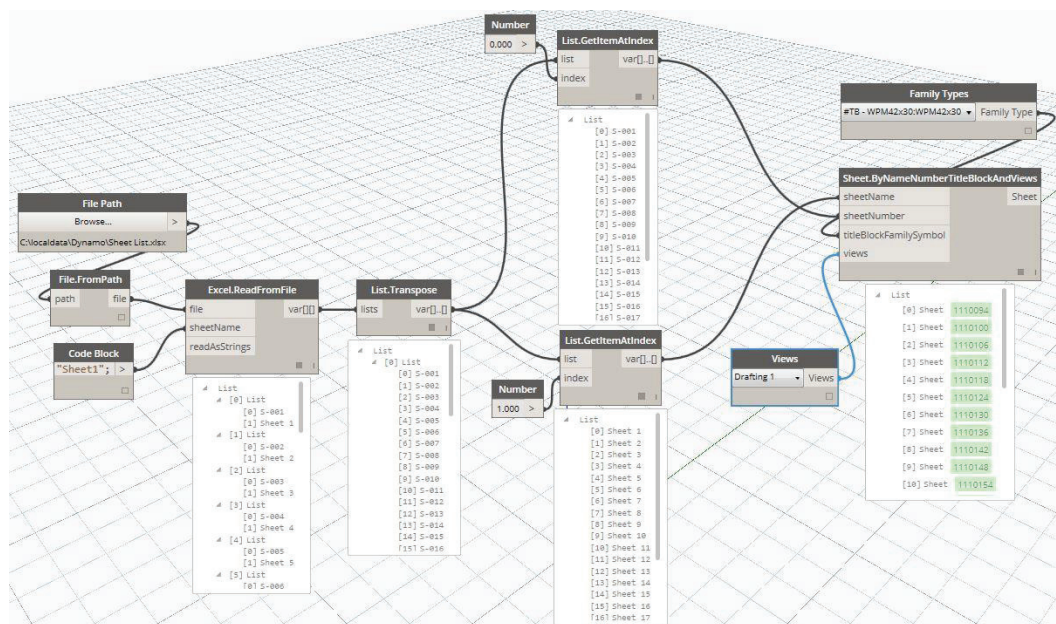 Number
0.000 >
List.GetItemAtIndex
list var[]..[]
index
List
[0] S-001
[1] S-002
[2] S-003
[3] S-004
[4] S-005
[5] S-006
[6] S-007
[7] S-008
[8] S-009
[9] S-010
[10] S-011
[11] S-012
[12] S-013
[13] S-014
[14] S-015
[15] S-016
[16] S-017
Family Types
#TB - WPM42x30:WPM42x30 Family Type
Sheet.ByNameNumberTitleBlockAndViews
sheetName Sheet
sheetNumber
titleBlockFamilySymbol
views
List
[0] Sheet 1110094
[1] Sheet 1110100
[2] Sheet 1110106
[3] Sheet 1110112
[4] Sheet 1110118
[5] Sheet 1110124
[6] Sheet 1110130
[7] Sheet 1110136
[8] Sheet 1110142
[9] Sheet 1110148
[10] Sheet 1110154
File Path
Browse... >
C:\localdata\Dynamo\Sheet List.xlsx
File.FromPath
path file
Code Block
"Sheet1"; >
Excel.ReadFromFile
file var[][]
sheetName
readAsStrings
List
[0] List
[0] S-001
[1] Sheet 1
[1] List
[0] S-002
[1] Sheet 2
[2] List
[0] S-003
[1] Sheet 3
[3] List
[0] S-004
[1] Sheet 4
[4] List
[0] S-005
[1] Sheet 5
[5] List
[0] S-006
List.Transpose
lists var[]..[]
List
[0] List
[0] S-001
[1] S-002
[2] S-003
[3] S-004
[4] S-005
[5] S-006
[6] S-007
[7] S-008
[8] S-009
[9] S-010
[10] S-011
[11] S-012
[12] S-013
[13] S-014
[14] S-015
[15] S-016
Number
1.000 >
List.GetItemAtIndex
list var[]..[]
index
List
[0] Sheet 1
[1] Sheet 2
[2] Sheet 3
[3] Sheet 4
[4] Sheet 5
[5] Sheet 6
[6] Sheet 7
[7] Sheet 8
[8] Sheet 9
[9] Sheet 10
[10] Sheet 11
[11] Sheet 12
[12] Sheet 13
[13] Sheet 14
[14] Sheet 15
[15] Sheet 16
[16] Sheet 17
Views
Drafting 1 Views